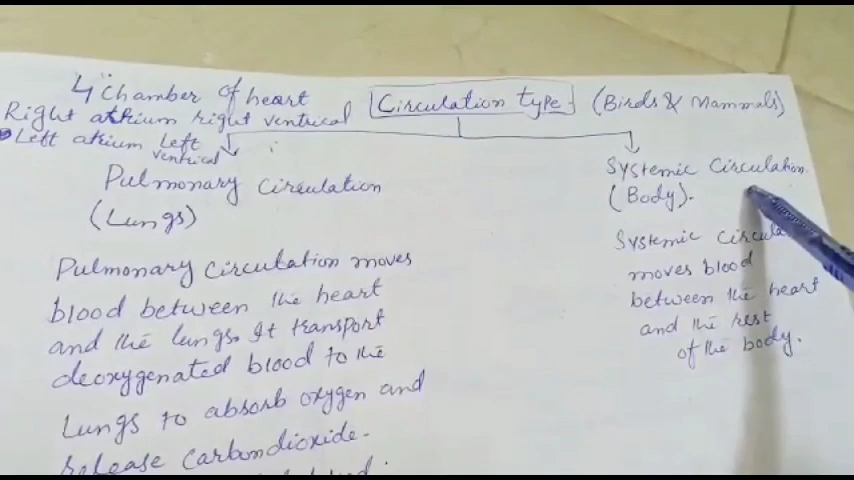 4 Chamber of heart
Right atrium right ventrical
Left atrium Left
ventrical
Circulation type (Birds & Mammals)
Pulmonary circulation
(Lungs)
Pulmonary circulation moves
blood between the heart
and the lungs. It transport
deoxygenated blood to the
Lungs to absorb oxygen and
release carbondioxide.
Systemic Circulation.
(Body).
Systemic
moves blood
between the heart
and the rest
of the body.